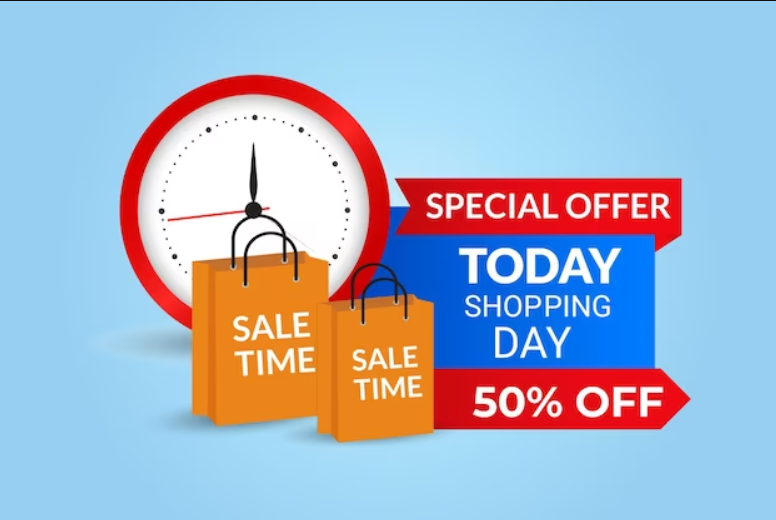 SPECIAL OFFER
TODAY
SHOPPING
DAY
50% OFF
SALE
TIME
SALE
TIME